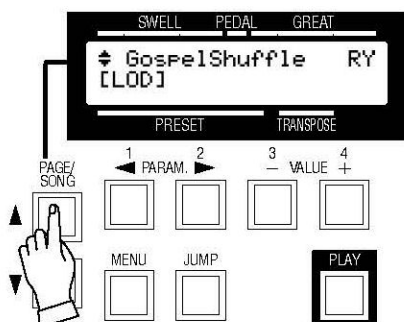 SWELL PEDAL GREAT
GospelShuffle RY
[LOD]
PRESET TRANSPOSE
1 2 3 4
PAGE/
SONG
◀ PARAM. ▶ − VALUE +
▲
▼
MENU JUMP PLAY